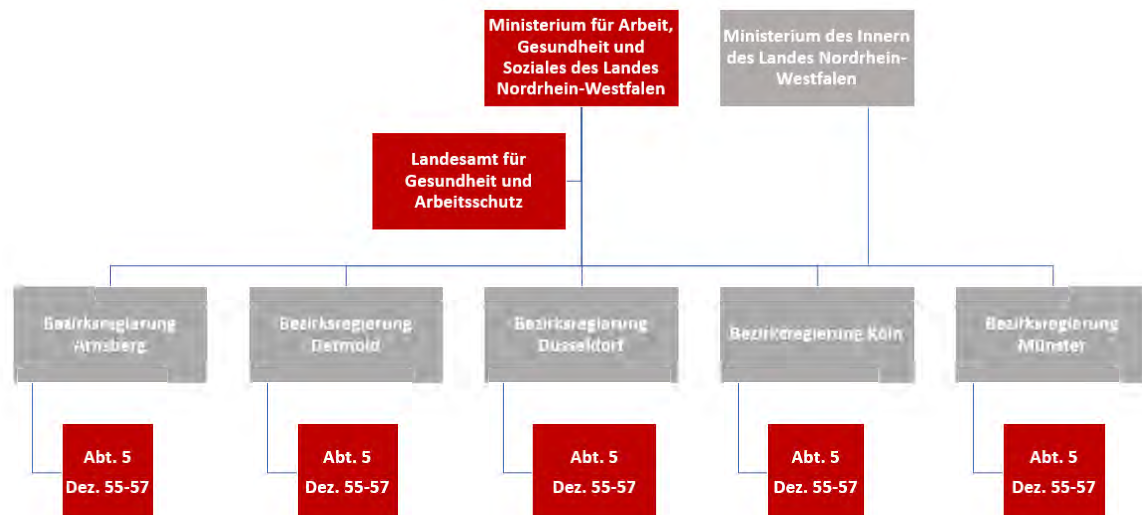 Ministerium für Arbeit,
Gesundheit und
Soziales des Landes
Nordrhein-Westfalen
Ministerium des Innern
des Landes Nordrhein-
Westfalen
Landesamt für
Gesundheit und
Arbeitsschutz
Bezirksregierung
Arnsberg
Bezirksregierung
Detmold
Bezirksregierung
Düsseldorf
Bezirksregierung Köln
Bezirksregierung
Münster
Abt. 5
Dez. 55-57
Abt. 5
Dez. 55-57
Abt. 5
Dez. 55-57
Abt. 5
Dez. 55-57
Abt. 5
Dez. 55-57